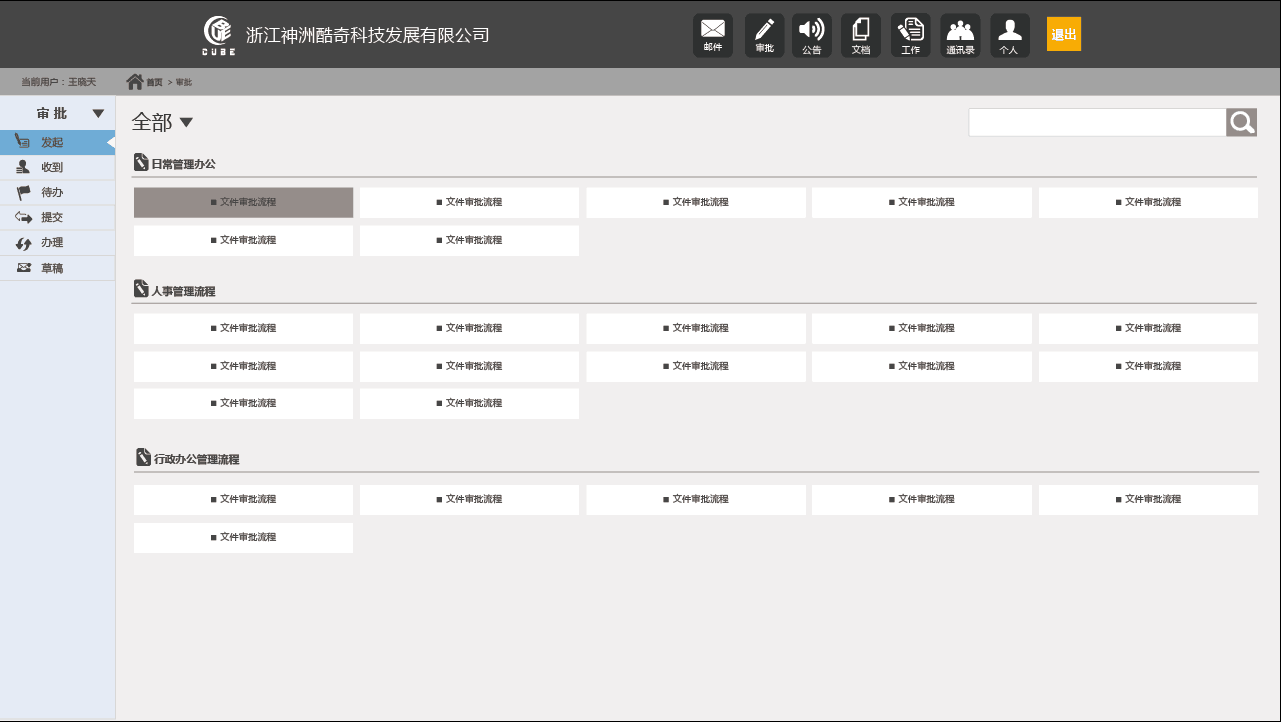 CUBE 浙江神洲酷奇科技发展有限公司
邮件 审批 公告 文档 工作 通讯录 个人 退出
当前用户：王晓天 首页 > 审批
审 批
发起
收到
待办
提交
办理
草稿
全部
日常管理办公
■ 文件审批流程 ■ 文件审批流程 ■ 文件审批流程 ■ 文件审批流程 ■ 文件审批流程
■ 文件审批流程 ■ 文件审批流程
人事管理流程
■ 文件审批流程 ■ 文件审批流程 ■ 文件审批流程 ■ 文件审批流程 ■ 文件审批流程
■ 文件审批流程 ■ 文件审批流程 ■ 文件审批流程 ■ 文件审批流程 ■ 文件审批流程
■ 文件审批流程 ■ 文件审批流程
行政办公管理流程
■ 文件审批流程 ■ 文件审批流程 ■ 文件审批流程 ■ 文件审批流程 ■ 文件审批流程
■ 文件审批流程